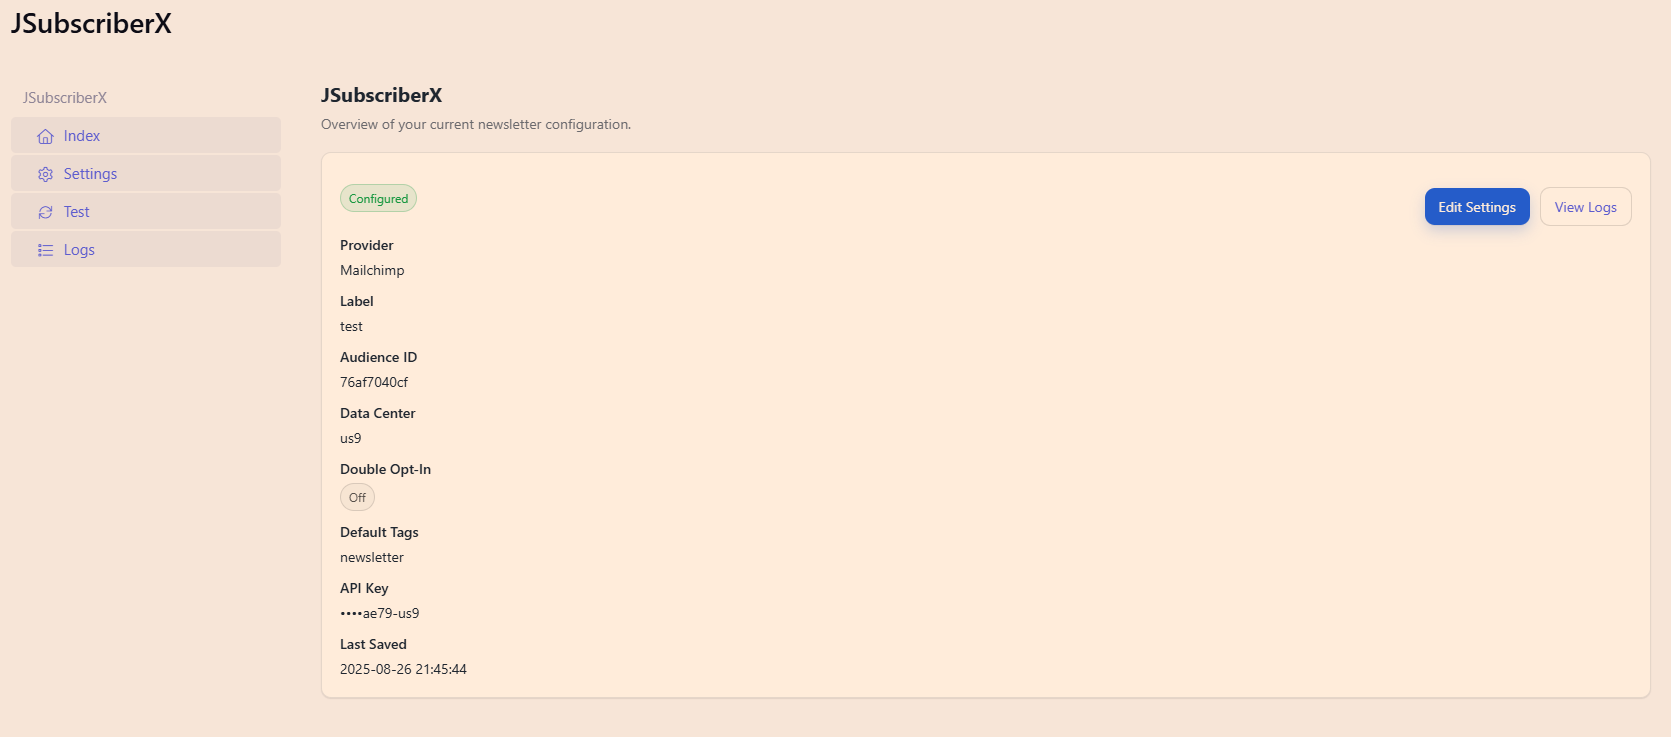 JSubscriberX
JSubscriberX
Index
Settings
Test
Logs
JSubscriberX
Overview of your current newsletter configuration.
Configured
Edit Settings
View Logs
Provider
Mailchimp
Label
test
Audience ID
76af7040cf
Data Center
us9
Double Opt-In
Off
Default Tags
newsletter
API Key
••••ae79-us9
Last Saved
2025-08-26 21:45:44